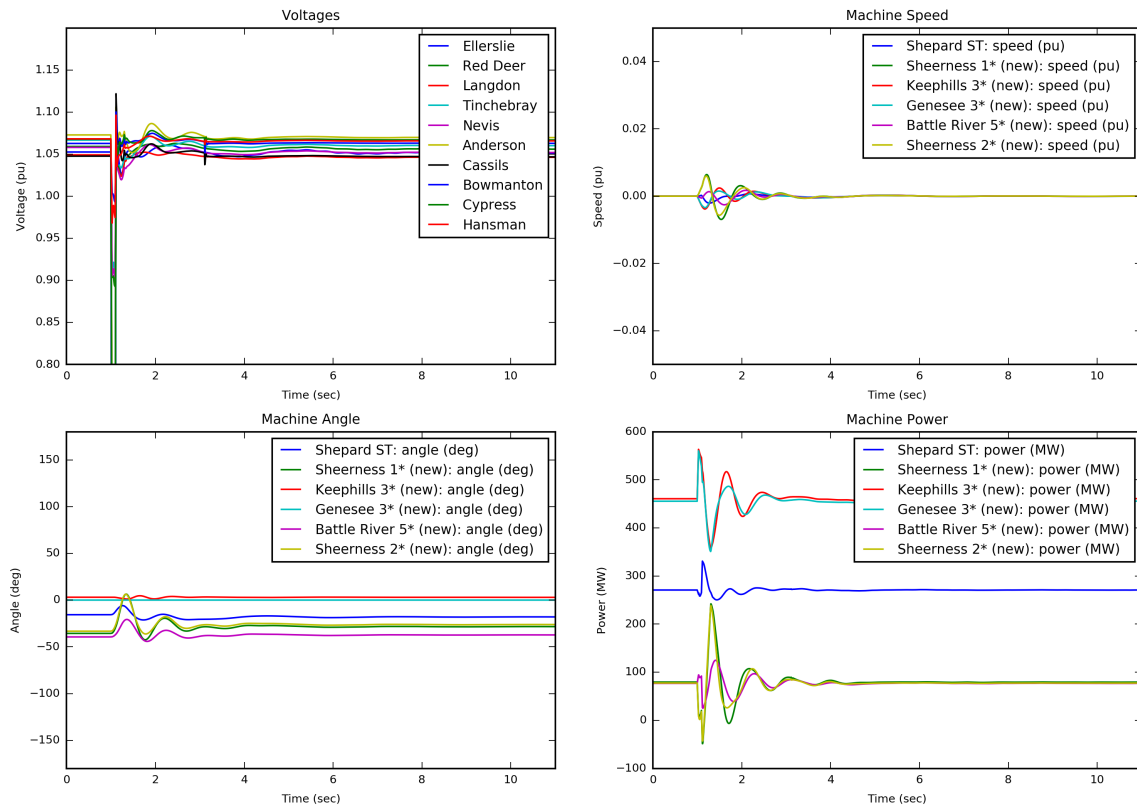 Voltages
Voltage (pu)
1.15
1.10
1.05
1.00
0.95
0.90
0.85
0.80
Ellerslie
Red Deer
Langdon
Tinchebray
Nevis
Anderson
Cassils
Bowmanton
Cypress
Hansman
0 2 4 6 8 10
Time (sec)
Machine Speed
Speed (pu)
0.04
0.02
0.00
−0.02
−0.04
Shepard ST: speed (pu)
Sheerness 1* (new): speed (pu)
Keephills 3* (new): speed (pu)
Genesee 3* (new): speed (pu)
Battle River 5* (new): speed (pu)
Sheerness 2* (new): speed (pu)
0 2 4 6 8 10
Time (sec)
Machine Angle
Angle (deg)
150
100
50
0
−50
−100
−150
Shepard ST: angle (deg)
Sheerness 1* (new): angle (deg)
Keephills 3* (new): angle (deg)
Genesee 3* (new): angle (deg)
Battle River 5* (new): angle (deg)
Sheerness 2* (new): angle (deg)
0 2 4 6 8 10
Time (sec)
Machine Power
Power (MW)
600
500
400
300
200
100
0
−100
Shepard ST: power (MW)
Sheerness 1* (new): power (MW)
Keephills 3* (new): power (MW)
Genesee 3* (new): power (MW)
Battle River 5* (new): power (MW)
Sheerness 2* (new): power (MW)
0 2 4 6 8 10
Time (sec)